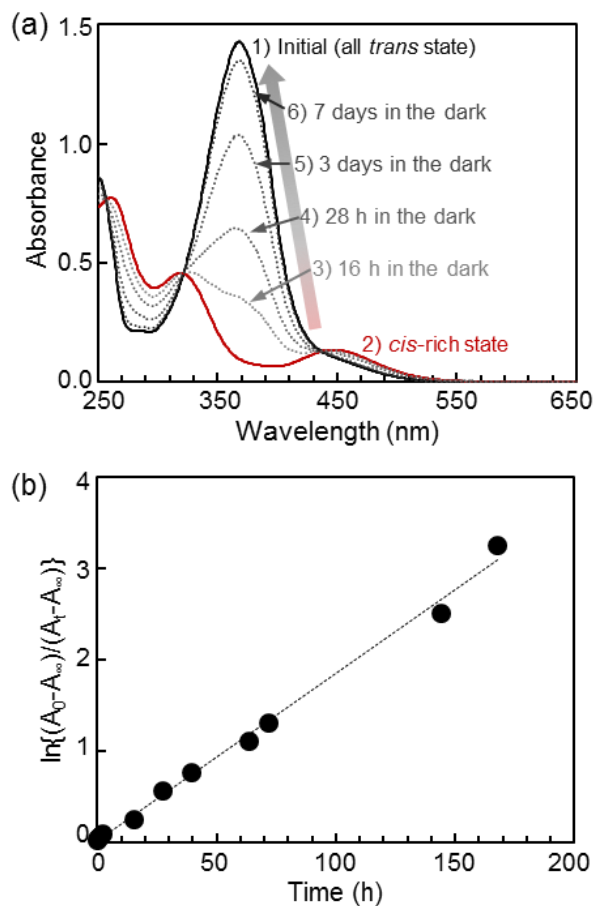 (a)
1.5
1.0
0.5
0.0
Absorbance
1) Initial (all trans state)
6) 7 days in the dark
5) 3 days in the dark
4) 28 h in the dark
3) 16 h in the dark
2) cis-rich state
250 350 450 550 650
Wavelength (nm)
(b)
4
3
2
1
0
ln{(A₀-A∞)/(Aₜ-A∞)}
0 50 100 150 200
Time (h)